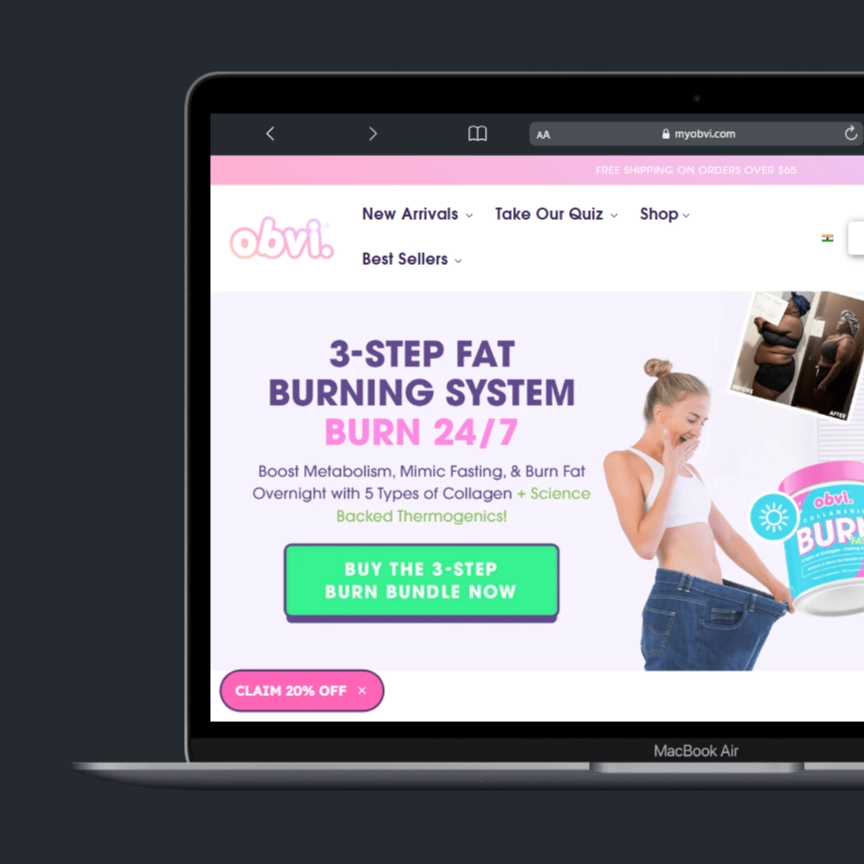 AA
myobvi.com
FREE SHIPPING ON ORDERS OVER $65
obvi.
New Arrivals
Take Our Quiz
Shop
Best Sellers
3-STEP FAT
BURNING SYSTEM
BURN 24/7
Boost Metabolism, Mimic Fasting, & Burn Fat
Overnight with 5 Types of Collagen + Science
Backed Thermogenics!
BUY THE 3-STEP
BURN BUNDLE NOW
BEFORE
AFTER
obvi.
BURN
CLAIM 20% OFF ×
MacBook Air